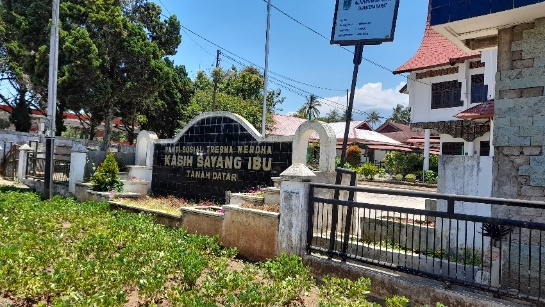 PANTI SOSIAL TRESNA WERDHA
KASIH SAYANG IBU
TANAH DATAR